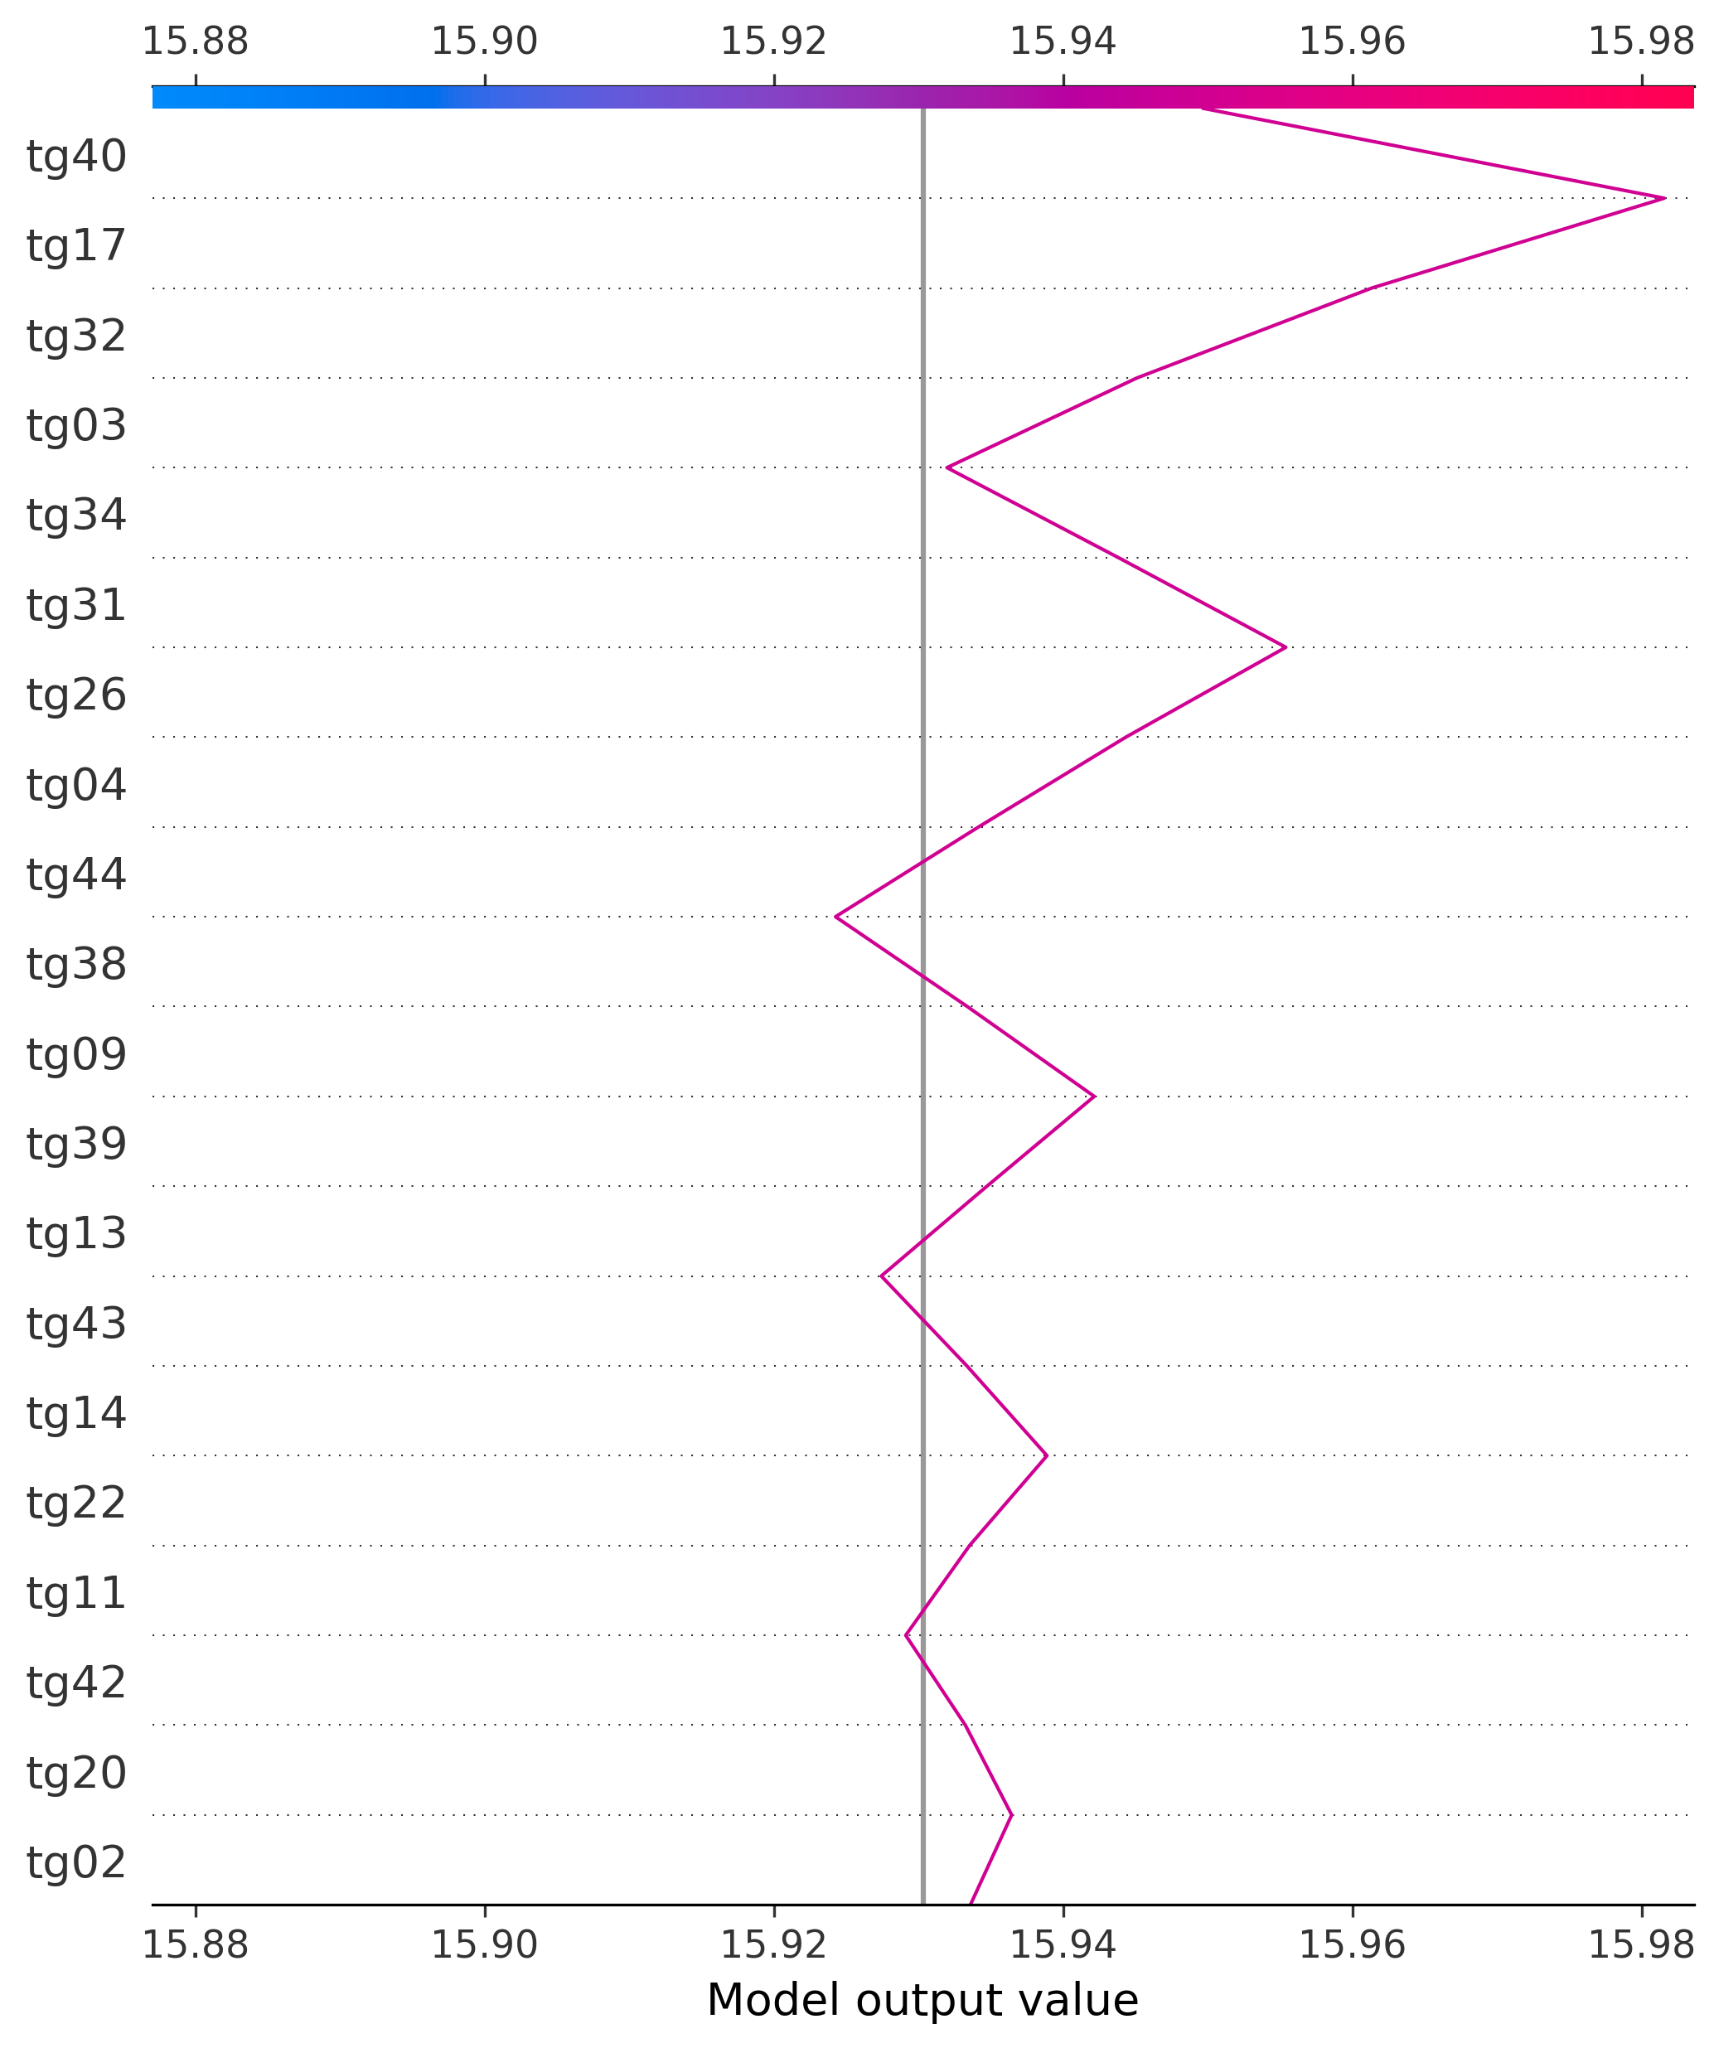 15.88 15.90 15.92 15.94 15.96 15.98
tg40
tg17
tg32
tg03
tg34
tg31
tg26
tg04
tg44
tg38
tg09
tg39
tg13
tg43
tg14
tg22
tg11
tg42
tg20
tg02
15.88 15.90 15.92 15.94 15.96 15.98
Model output value